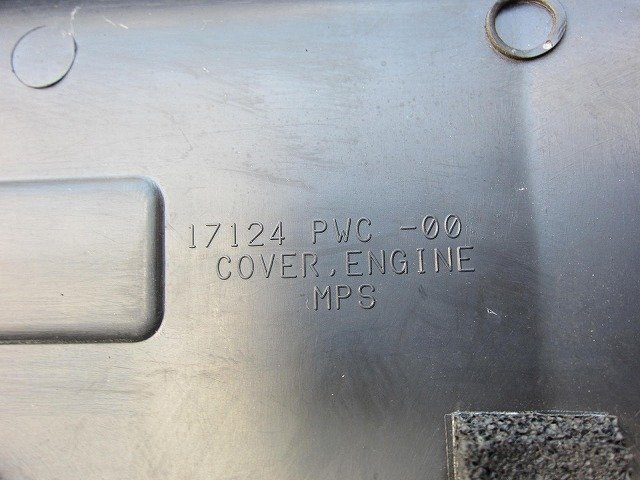 17124 PWC -00
COVER,ENGINE
MPS